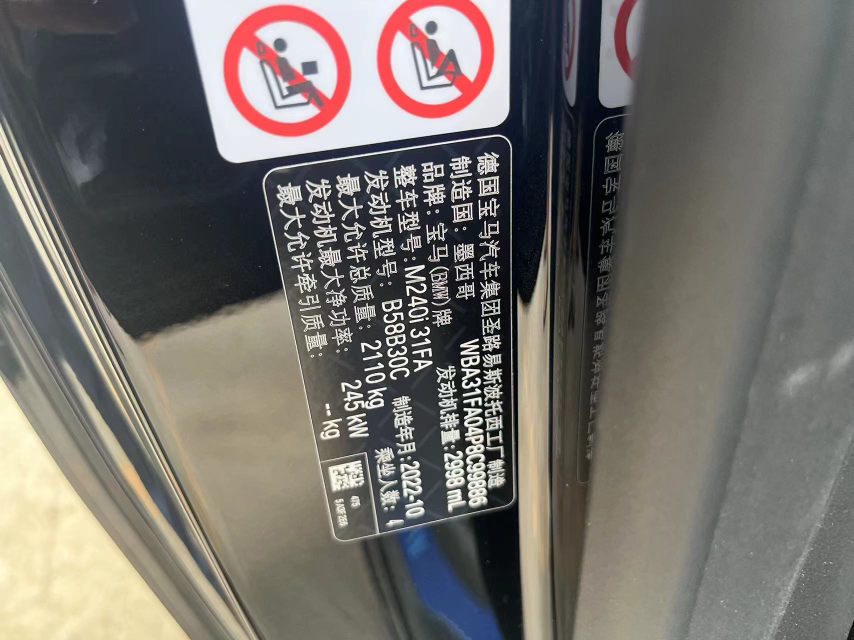 德国宝马汽车集团圣路易斯波托西工厂制造
制造国：墨西哥 WBA31FA04P8C99886
品牌：宝马(BMW)牌 发动机排量：2998 mL
整车型号：M240i 31FA
发动机型号：B58B30C 制造年月：2022-10
最大允许总质量：2110 kg 乘坐人数：4
发动机最大净功率：245 kW
最大允许牵引质量：-- kg
475